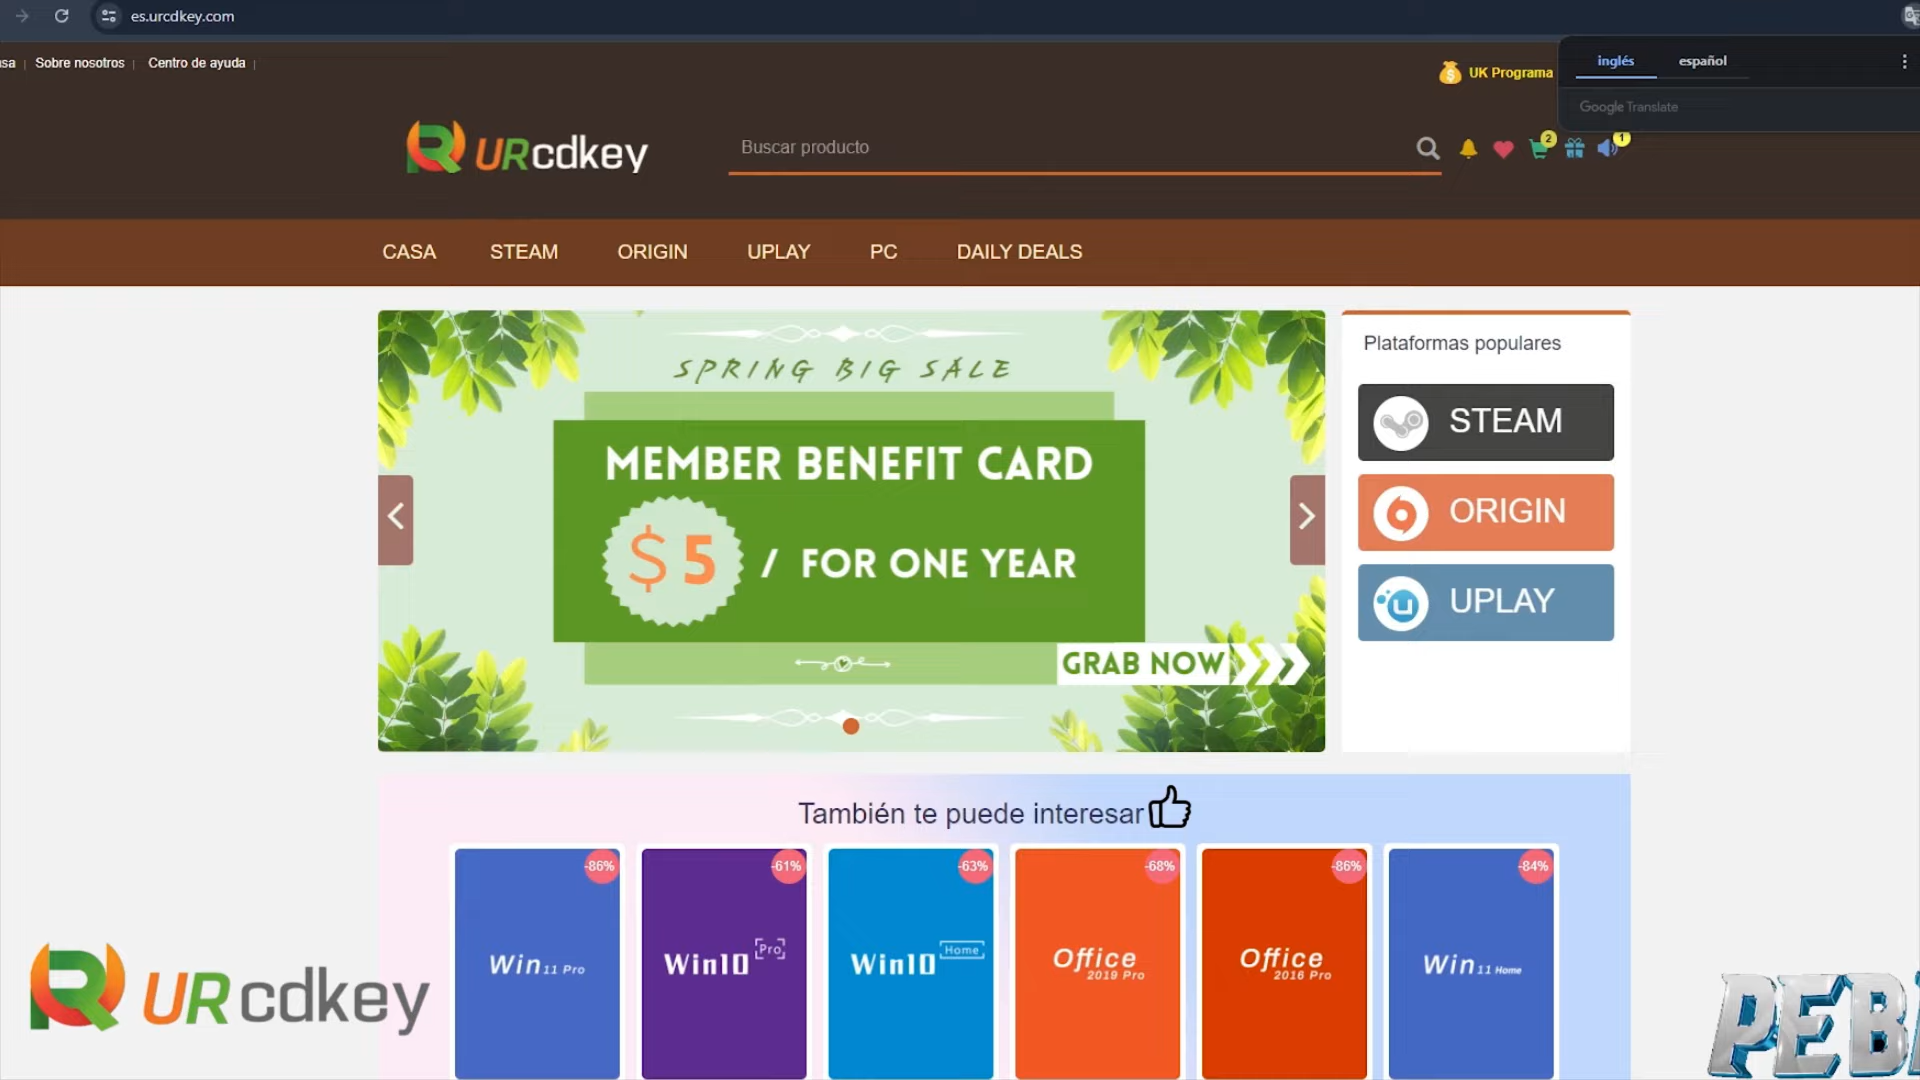 es.urcdkey.com
Sobre nosotros
Centro de ayuda
UK Programa
inglés
español
Google Translate
URcdkey
Buscar producto
2
1
CASA
STEAM
ORIGIN
UPLAY
PC
DAILY DEALS
SPRING BIG SALE
MEMBER BENEFIT CARD
$5 / FOR ONE YEAR
GRAB NOW
Plataformas populares
STEAM
ORIGIN
UPLAY
También te puede interesar
-86%
-61%
-63%
-68%
-86%
-84%
Win 11 Pro
Win10 Pro
Win10 Home
Office 2019 Pro
Office 2016 Pro
Win 11 Home
URcdkey